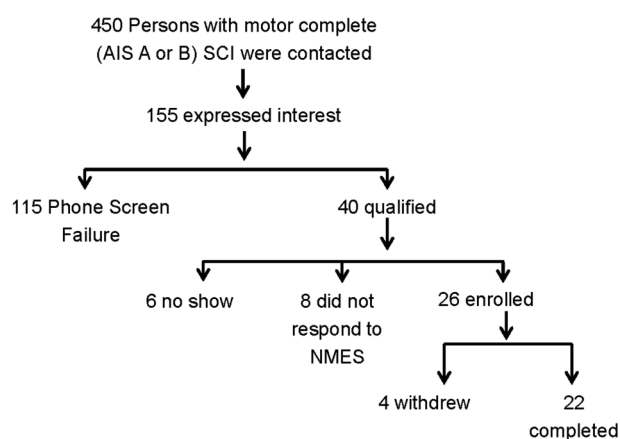 450 Persons with motor complete
(AIS A or B) SCI were contacted
155 expressed interest
115 Phone Screen
Failure
40 qualified
6 no show
8 did not
respond to
NMES
26 enrolled
4 withdrew
22
completed